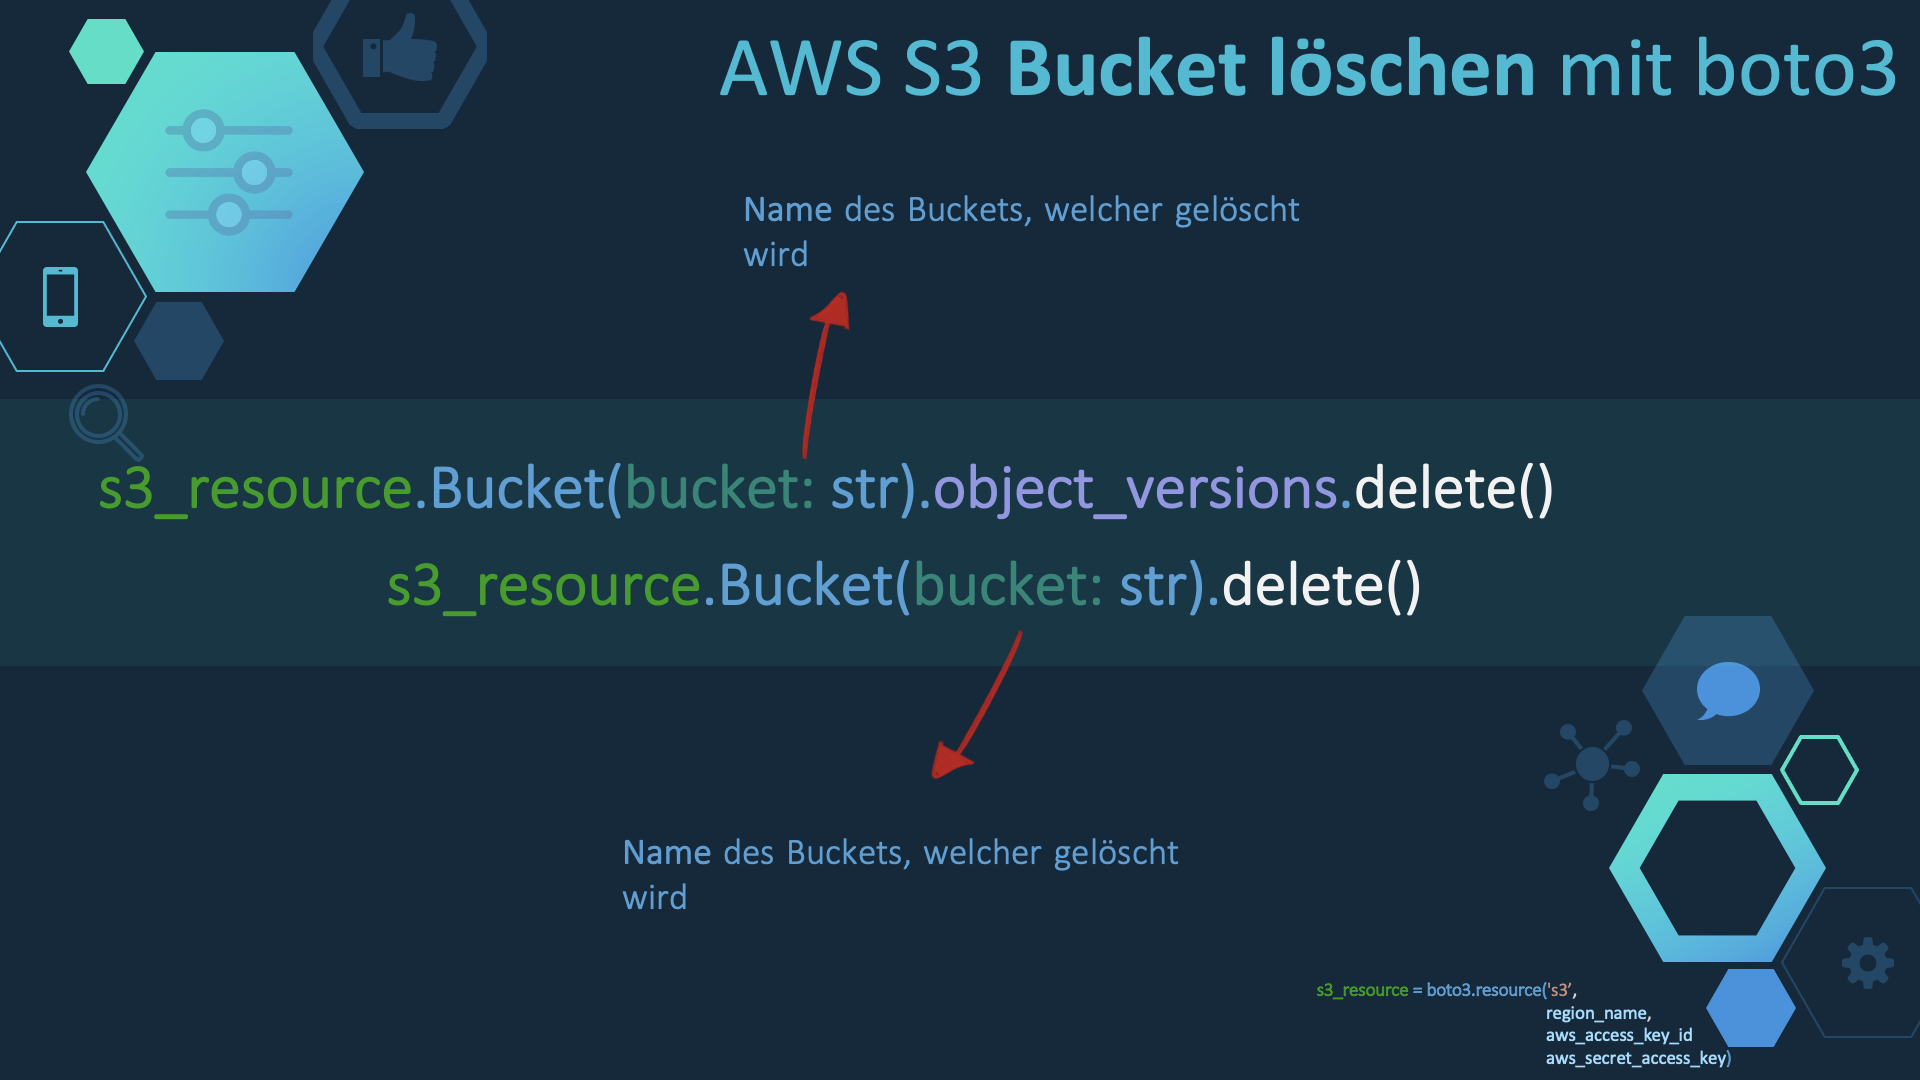 AWS S3 Bucket löschen mit boto3
Name des Buckets, welcher gelöscht
wird
s3_resource.Bucket(bucket: str).object_versions.delete()
s3_resource.Bucket(bucket: str).delete()
Name des Buckets, welcher gelöscht
wird
s3_resource = boto3.resource('s3’,
region_name,
aws_access_key_id
aws_secret_access_key)